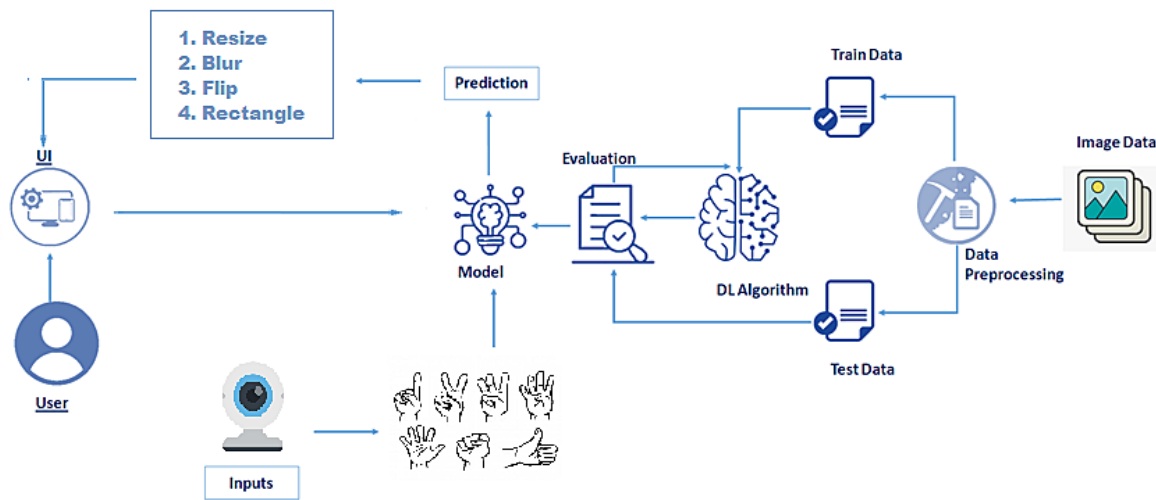 1. Resize
2. Blur
3. Flip
4. Rectangle
Prediction
Train Data
Image Data
UI
Evaluation
Model
DL Algorithm
Data
Preprocessing
User
Test Data
Inputs